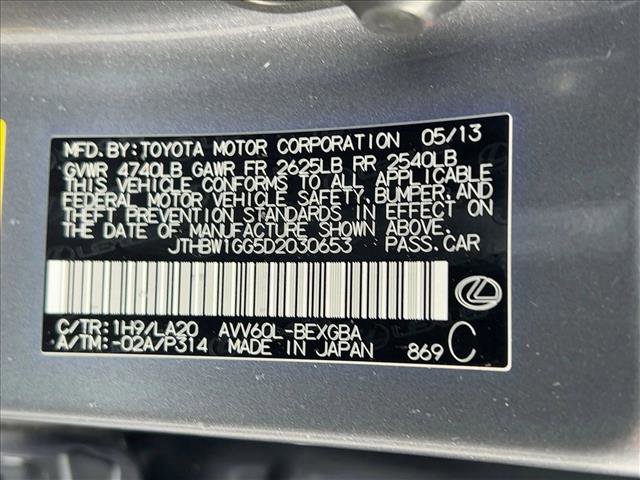 MFD. BY: TOYOTA MOTOR CORPORATION 05/13
GVWR 4740LB GAWR FR 2625LB RR 2540LB
THIS VEHICLE CONFORMS TO ALL APPLICABLE
FEDERAL MOTOR VEHICLE SAFETY,BUMPER,AND
THEFT PREVENTION STANDARDS IN EFFECT ON
THE DATE OF MANUFACTURE SHOWN ABOVE.
JTHBW1GG5D2030653 PASS.CAR
C/TR:1H9/LA20 AVV60L-BEXGBA
A/TM:-02A/P314 MADE IN JAPAN 869 C